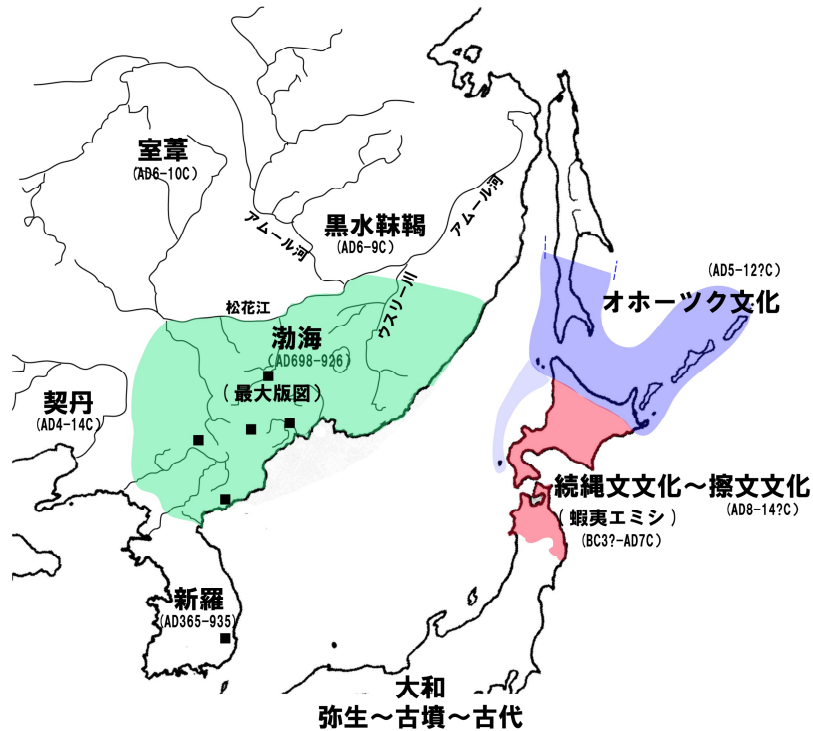 室葦
(AD6-10C)
黒水靺鞨
(AD6-9C)
アムール河
アムール河
(AD5-12?C)
オホーツク文化
松花江
ウスリー川
渤海
(AD698-926)
(最大版図)
契丹
(AD4-14C)
続縄文文化～擦文文化
(AD8-14?C)
(蝦夷エミシ)
(BC3?-AD7C)
新羅
(AD365-935)
大和
弥生～古墳～古代